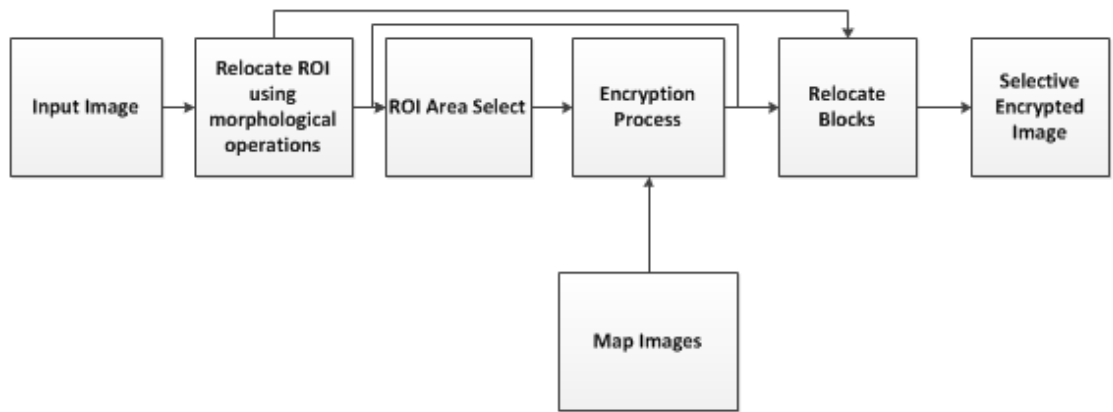 Input Image
Relocate ROI
using
morphological
operations
ROI Area Select
Encryption
Process
Relocate
Blocks
Selective
Encrypted
Image
Map Images